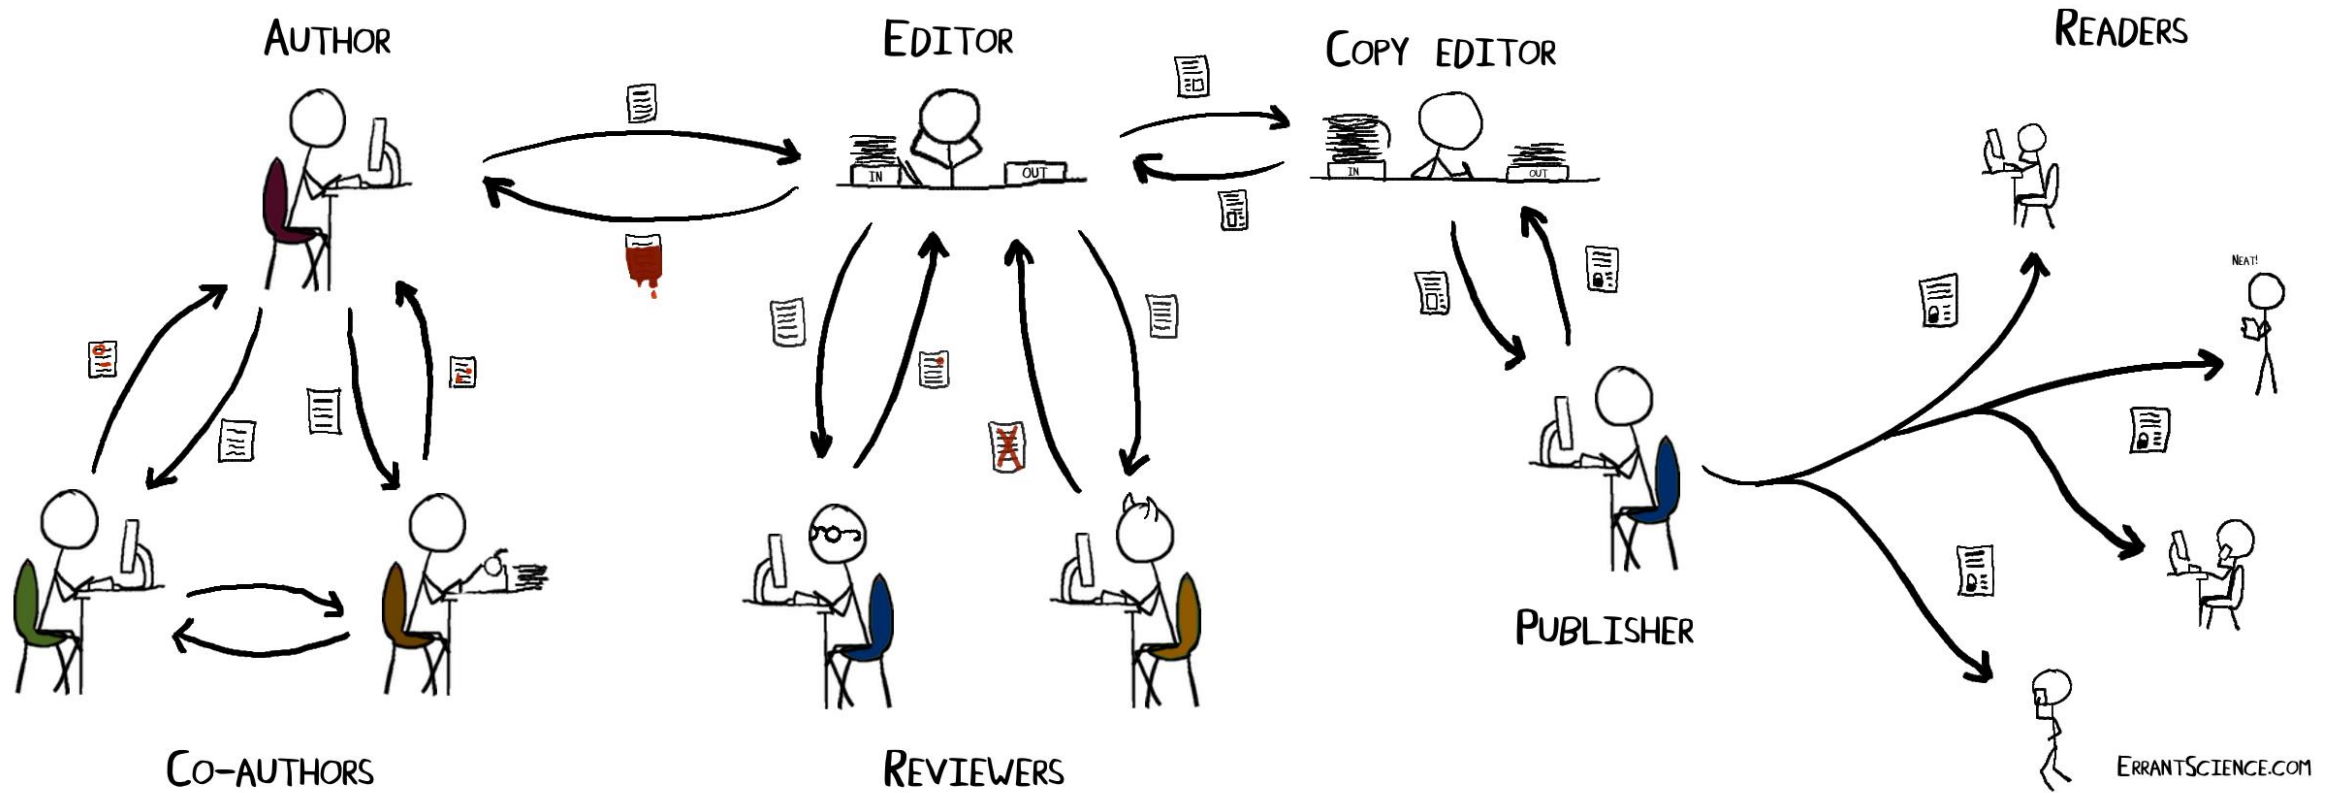 AUTHOR
EDITOR
COPY EDITOR
READERS
IN
OUT
IN
OUT
NEAT!
PUBLISHER
CO-AUTHORS
REVIEWERS
ERRANTSCIENCE.COM